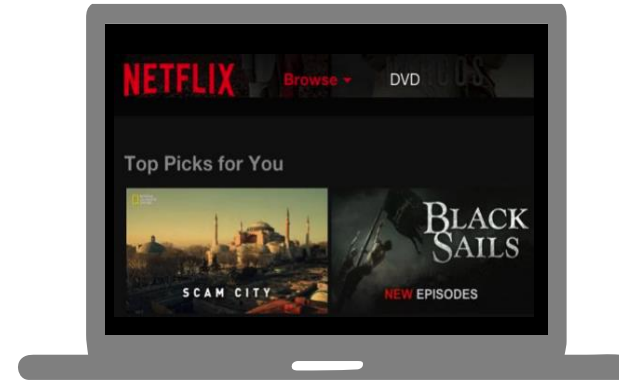 NETFLIX Browse DVD
Top Picks for You
SCAM CITY
BLACK
SAILS
NEW EPISODES